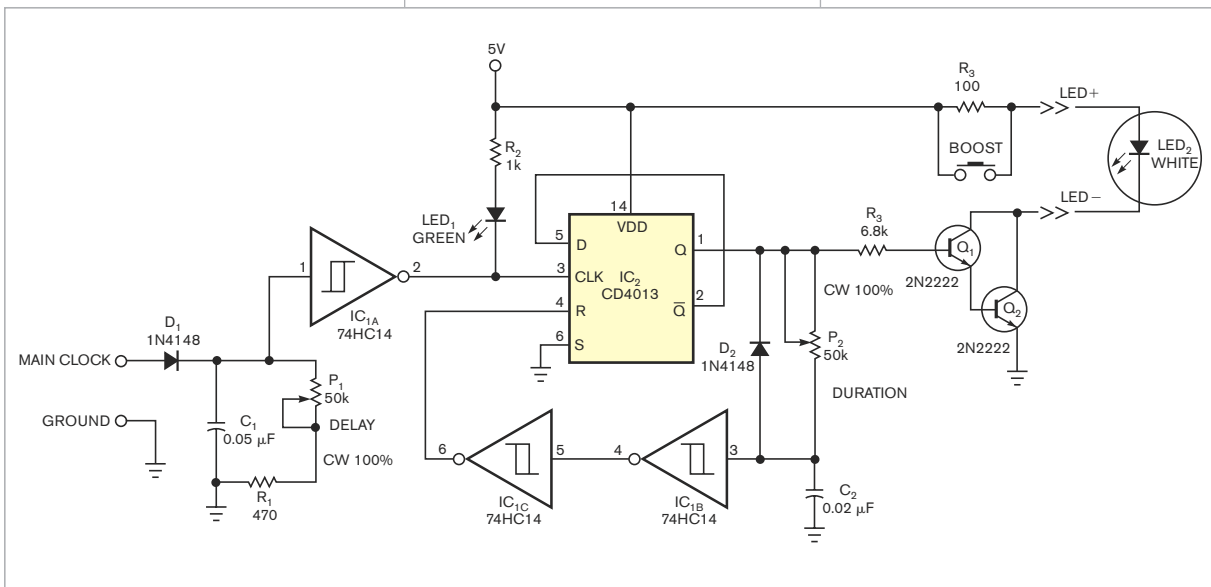 5V
R3
100
LED+
BOOST
LED2
WHITE
R2
1k
LED1
GREEN
14
VDD
5
D
Q
1
3
CLK
IC2
CD4013
4
R
Q̅
2
6
S
LED−
R3
6.8k
Q1
2N2222
Q2
2N2222
CW 100%
1
2
IC1A
74HC14
D1
1N4148
MAIN CLOCK
P1
50k
DELAY
C1
0.05 µF
GROUND
CW 100%
R1
470
D2
1N4148
P2
50k
DURATION
6
5
4
3
IC1C
74HC14
IC1B
74HC14
C2
0.02 µF